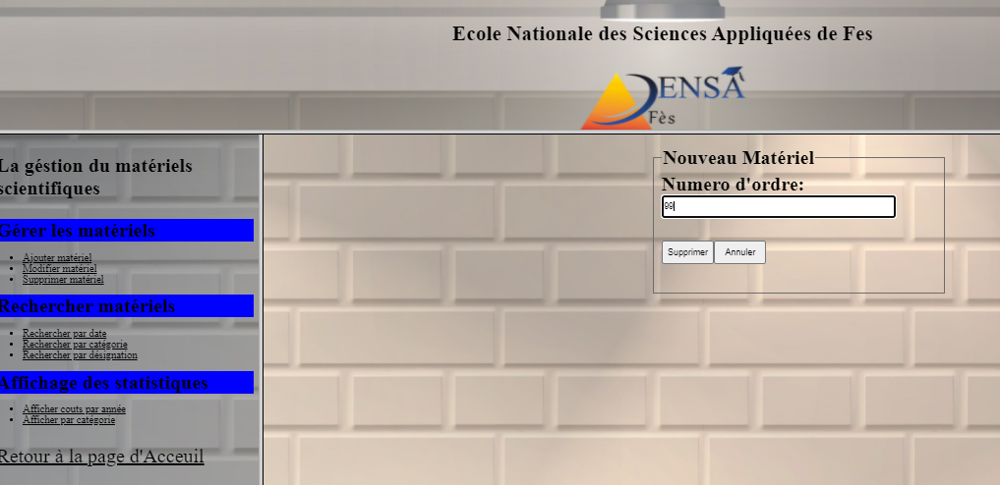 Ecole Nationale des Sciences Appliquées de Fes
ENSA
Fès
La géstion du matériels
scientifiques
Gérer les matériels
Ajouter matériel
Modifier matériel
Supprimer matériel
Rechercher matériels
Rechercher par date
Rechercher par catégorie
Rechercher par désignation
Affichage des statistiques
Afficher couts par année
Afficher par catégorie
Retour à la page d'Acceuil
Nouveau Matériel
Numero d'ordre:
99
Supprimer Annuler